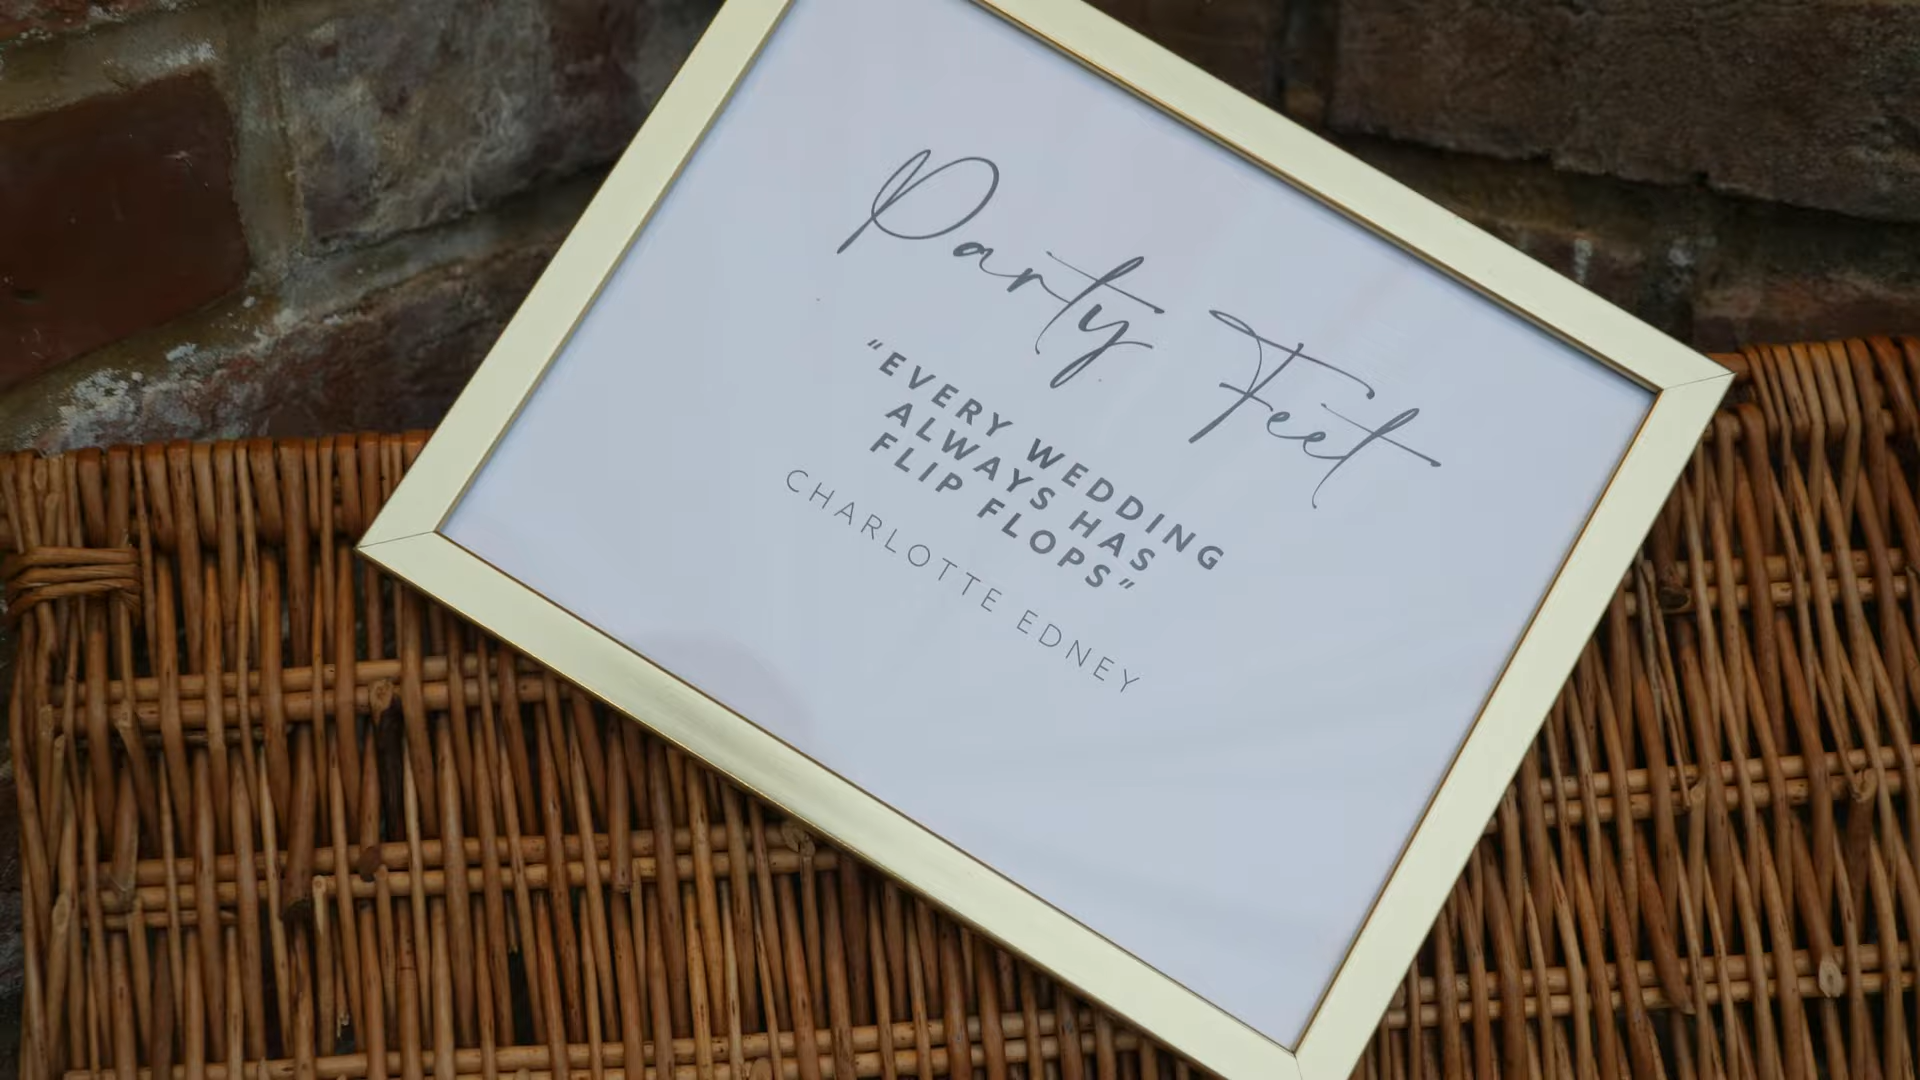 Party Feet
“EVERY WEDDING
ALWAYS HAS
FLIP FLOPS”
CHARLOTTE EDNEY